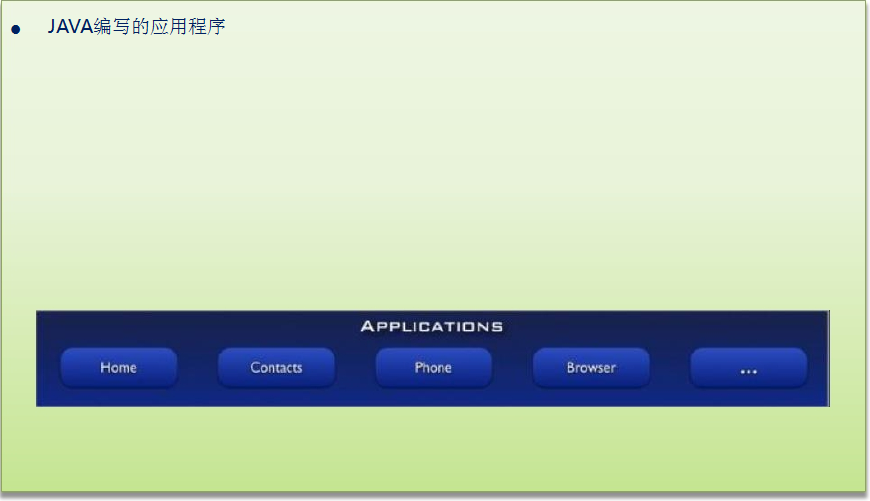 ● JAVA编写的应用程序
APPLICATIONS
Home Contacts Phone Browser ...